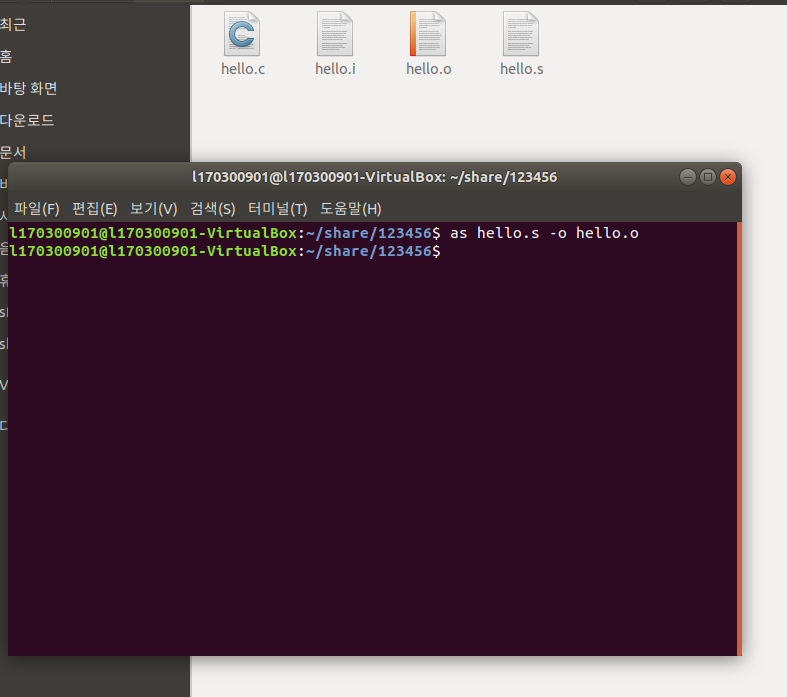 최근
홈
바탕 화면
다운로드
문서
hello.c
hello.i
hello.o
hello.s
l170300901@l170300901-VirtualBox: ~/share/123456
파일(F) 편집(E) 보기(V) 검색(S) 터미널(T) 도움말(H)
l170300901@l170300901-VirtualBox:~/share/123456$ as hello.s -o hello.o
l170300901@l170300901-VirtualBox:~/share/123456$